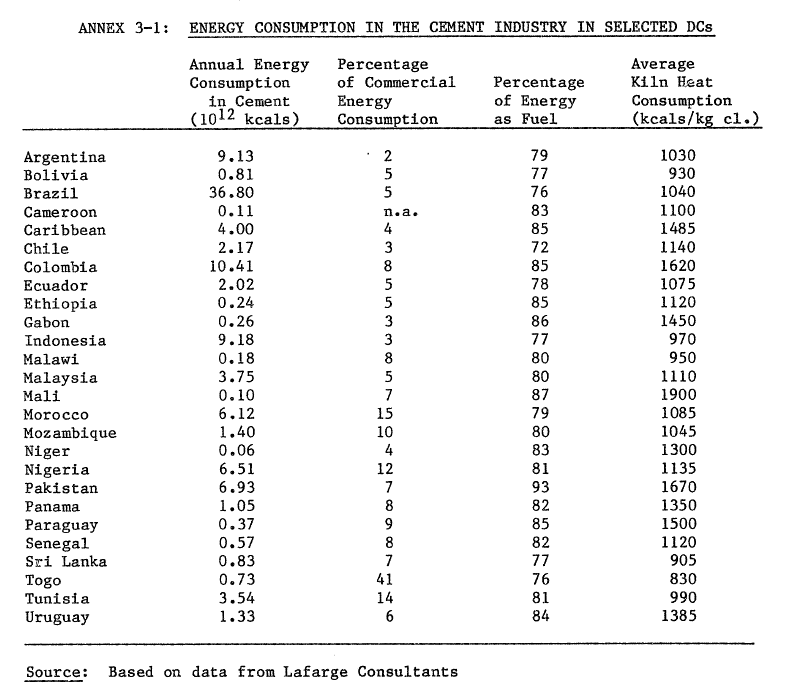 ANNEX 3-1: ENERGY CONSUMPTION IN THE CEMENT INDUSTRY IN SELECTED DCs
Annual Energy Percentage Average
Consumption of Commercial Percentage Kiln Heat
in Cement Energy of Energy Consumption
(10¹² kcals) Consumption as Fuel (kcals/kg cl.)
Argentina 9.13 2 79 1030
Bolivia 0.81 5 77 930
Brazil 36.80 5 76 1040
Cameroon 0.11 n.a. 83 1100
Caribbean 4.00 4 85 1485
Chile 2.17 3 72 1140
Colombia 10.41 8 85 1620
Ecuador 2.02 5 78 1075
Ethiopia 0.24 5 85 1120
Gabon 0.26 3 86 1450
Indonesia 9.18 3 77 970
Malawi 0.18 8 80 950
Malaysia 3.75 5 80 1110
Mali 0.10 7 87 1900
Morocco 6.12 15 79 1085
Mozambique 1.40 10 80 1045
Niger 0.06 4 83 1300
Nigeria 6.51 12 81 1135
Pakistan 6.93 7 93 1670
Panama 1.05 8 82 1350
Paraguay 0.37 9 85 1500
Senegal 0.57 8 82 1120
Sri Lanka 0.83 7 77 905
Togo 0.73 41 76 830
Tunisia 3.54 14 81 990
Uruguay 1.33 6 84 1385
Source: Based on data from Lafarge Consultants